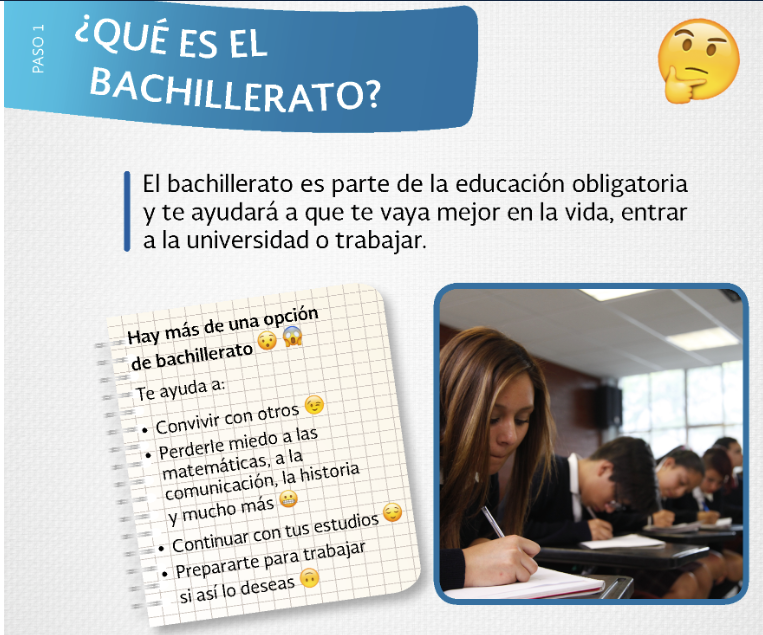 PASO 1
¿QUÉ ES EL
BACHILLERATO?
El bachillerato es parte de la educación obligatoria
y te ayudará a que te vaya mejor en la vida, entrar
a la universidad o trabajar.
Hay más de una opción
de bachillerato 😯 😱
Te ayuda a:
• Convivir con otros 😉
• Perderle miedo a las
matemáticas, a la
comunicación, la historia
y mucho más 😬
• Continuar con tus estudios 😌
• Prepararte para trabajar
si así lo deseas 🙃